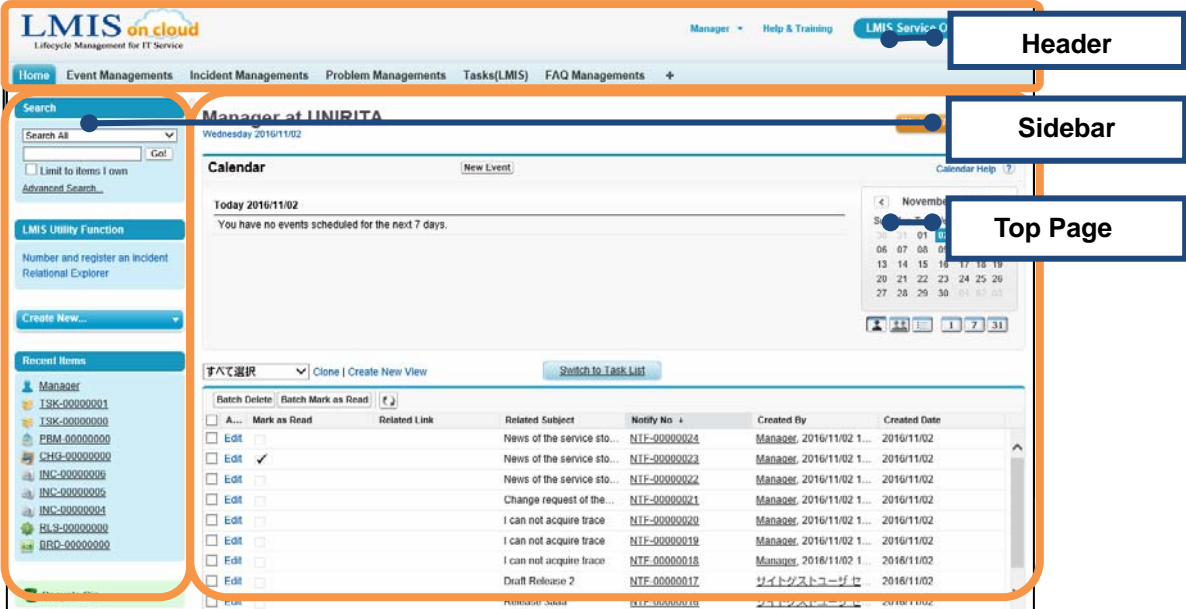 LMIS on cloud
Lifecycle Management for IT Service
Manager Help & Training LMIS Service
Header
Home Event Managements Incident Managements Problem Managements Tasks(LMIS) FAQ Managements +
Search
Search All
Go!
Limit to items I own
Advanced Search...
LMIS Utility Function
Number and register an incident
Relational Explorer
Create New...
Recent Items
Manager
TSK-00000001
TSK-00000000
PBM-00000000
CHG-00000000
INC-00000006
INC-00000005
INC-00000004
RLS-00000000
BRD-00000000
Manager at UNIRITA
Wednesday 2016/11/02
Sidebar
Calendar New Event Calendar Help ?
Today 2016/11/02
You have no events scheduled for the next 7 days.
Top Page
30 31 01 02
06 07 08 09
13 14 15 16 17 18 19
20 21 22 23 24 25 26
27 28 29 30 01 02 03
1 7 31
すべて選択 Clone | Create New View Switch to Task List
Batch Delete Batch Mark as Read
A... Mark as Read Related Link Related Subject Notify No ↓ Created By Created Date
Edit News of the service sto... NTF-00000024 Manager, 2016/11/02 1... 2016/11/02
Edit ✓ News of the service sto... NTF-00000023 Manager, 2016/11/02 1... 2016/11/02
Edit News of the service sto... NTF-00000022 Manager, 2016/11/02 1... 2016/11/02
Edit Change request of the... NTF-00000021 Manager, 2016/11/02 1... 2016/11/02
Edit I can not acquire trace NTF-00000020 Manager, 2016/11/02 1... 2016/11/02
Edit I can not acquire trace NTF-00000019 Manager, 2016/11/02 1... 2016/11/02
Edit I can not acquire trace NTF-00000018 Manager, 2016/11/02 1... 2016/11/02
Edit Draft Release 2 NTF-00000017 サイトゲストユーザ セ... 2016/11/02